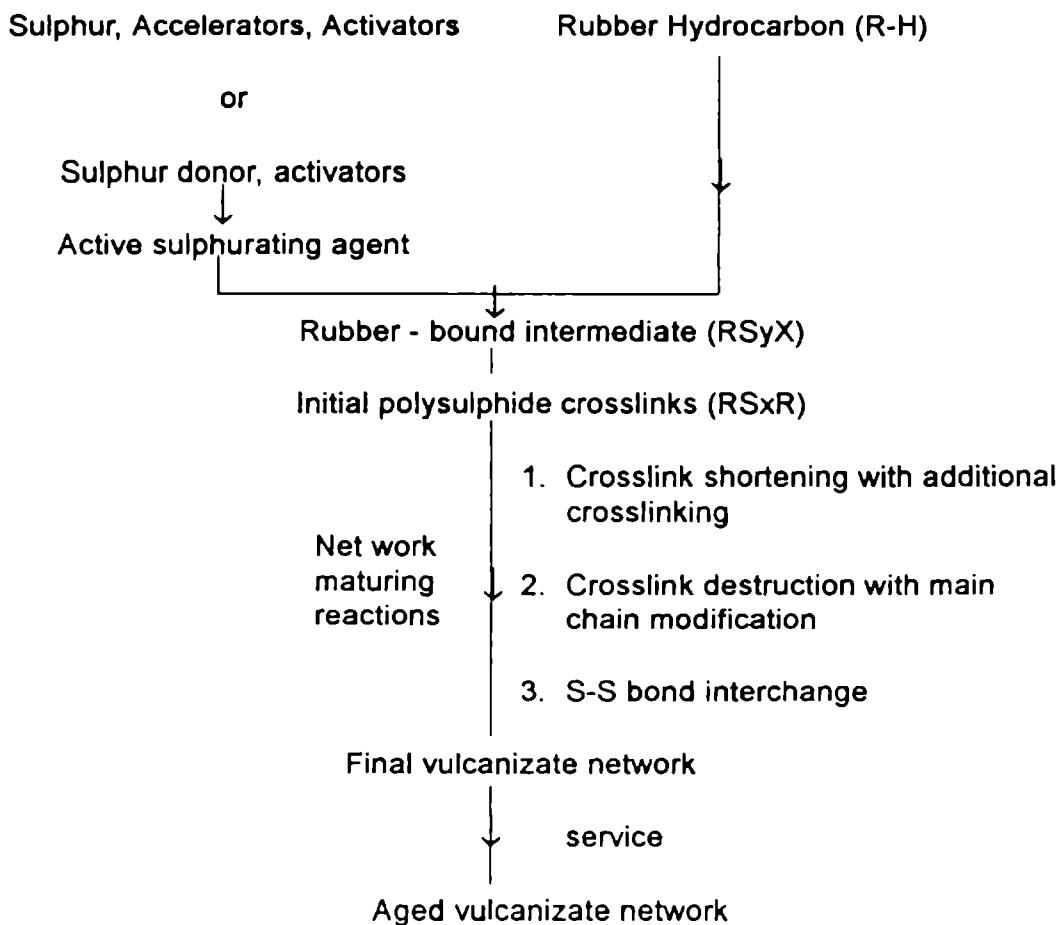 Sulphur, Accelerators, Activators
Rubber Hydrocarbon (R-H)
or
Sulphur donor, activators
Active sulphurating agent
Rubber - bound intermediate (RSyX)
Initial polysulphide crosslinks (RSxR)
1. Crosslink shortening with additional
crosslinking
Net work
maturing
reactions
2. Crosslink destruction with main
chain modification
3. S-S bond interchange
Final vulcanizate network
service
Aged vulcanizate network